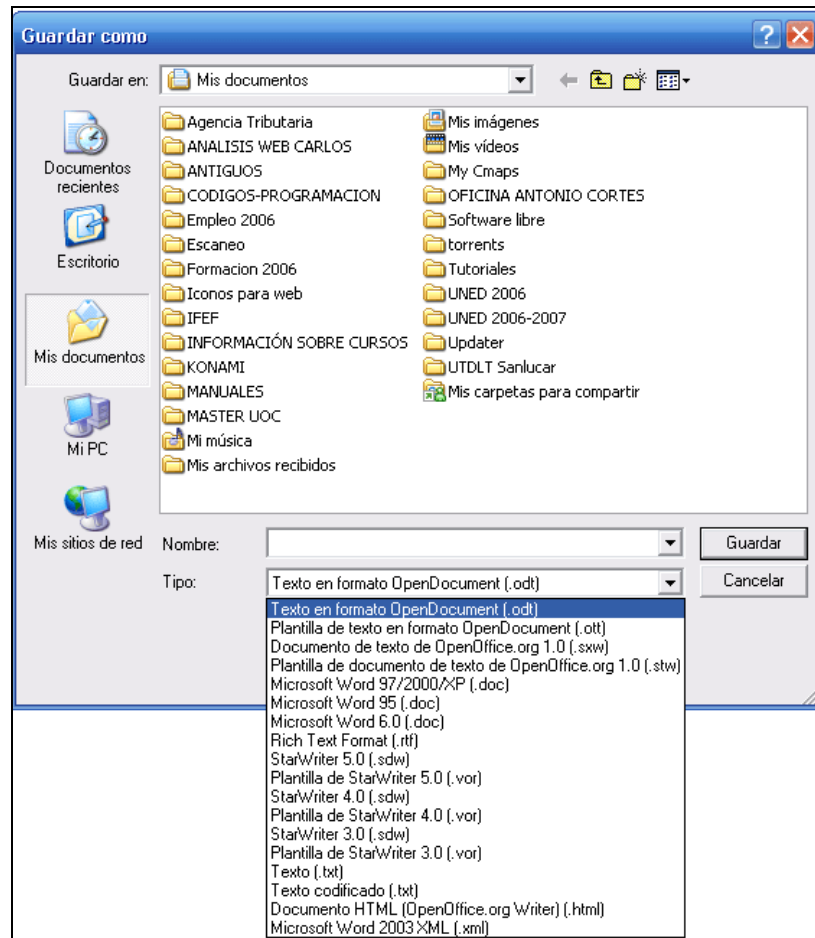 Guardar como
Guardar en:
Mis documentos
Documentos
recientes
Escritorio
Mis documentos
Mi PC
Mis sitios de red
Agencia Tributaria
ANALISIS WEB CARLOS
ANTIGUOS
CODIGOS-PROGRAMACION
Empleo 2006
Escaneo
Formacion 2006
Iconos para web
IFEF
INFORMACIÓN SOBRE CURSOS
KONAMI
MANUALES
MASTER UOC
Mi música
Mis archivos recibidos
Mis imágenes
Mis vídeos
My Cmaps
OFICINA ANTONIO CORTES
Software libre
torrents
Tutoriales
UNED 2006
UNED 2006-2007
Updater
UTDLT Sanlucar
Mis carpetas para compartir
Nombre:
Guardar
Tipo:
Texto en formato OpenDocument (.odt)
Cancelar
Texto en formato OpenDocument (.odt)
Plantilla de texto en formato OpenDocument (.ott)
Documento de texto de OpenOffice.org 1.0 (.sxw)
Plantilla de documento de texto de OpenOffice.org 1.0 (.stw)
Microsoft Word 97/2000/XP (.doc)
Microsoft Word 95 (.doc)
Microsoft Word 6.0 (.doc)
Rich Text Format (.rtf)
StarWriter 5.0 (.sdw)
Plantilla de StarWriter 5.0 (.vor)
StarWriter 4.0 (.sdw)
Plantilla de StarWriter 4.0 (.vor)
StarWriter 3.0 (.sdw)
Plantilla de StarWriter 3.0 (.vor)
Texto (.txt)
Texto codificado (.txt)
Documento HTML (OpenOffice.org Writer) (.html)
Microsoft Word 2003 XML (.xml)